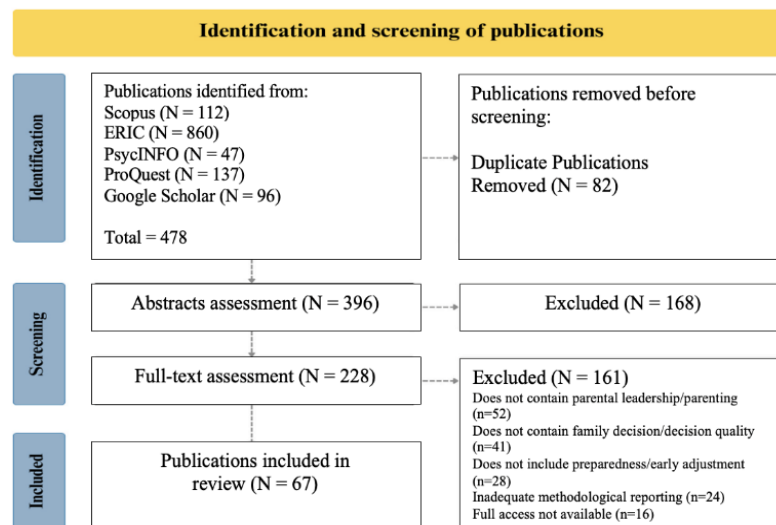 Identification and screening of publications
Identification
Publications identified from:
Scopus (N = 112)
ERIC (N = 860)
PsycINFO (N = 47)
ProQuest (N = 137)
Google Scholar (N = 96)
Total = 478
Publications removed before
screening:
Duplicate Publications
Removed (N = 82)
Screening
Abstracts assessment (N = 396)
Excluded (N = 168)
Full-text assessment (N = 228)
Excluded (N = 161)
Does not contain parental leadership/parenting
(n=52)
Does not contain family decision/decision quality
(n=41)
Does not include preparedness/early adjustment
(n=28)
Inadequate methodological reporting (n=24)
Full access not available (n=16)
Included
Publications included in
review (N = 67)